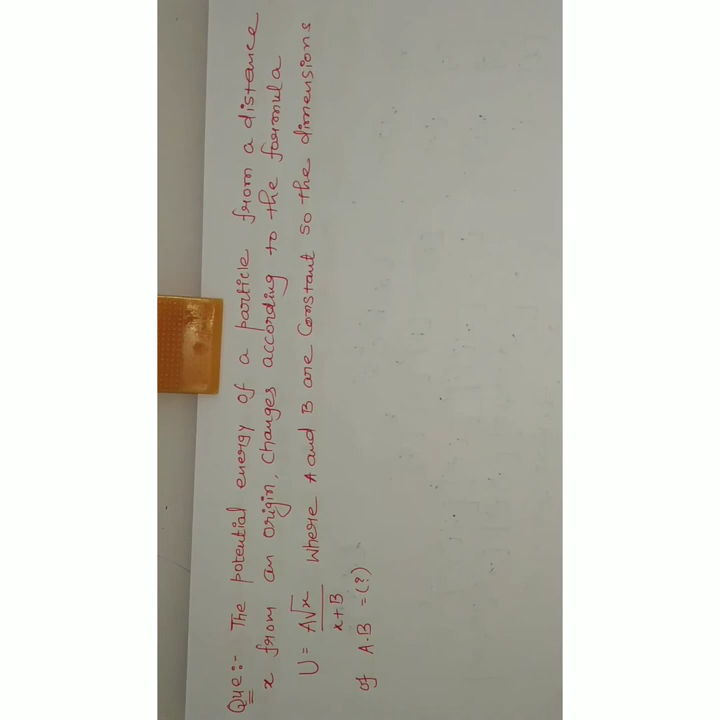 Que:- The potential energy of a particle from a distance
x from an origin, changes according to the formula
U = A√x / x + B Where A and B are Constant so the dimensions
of A.B = (?)